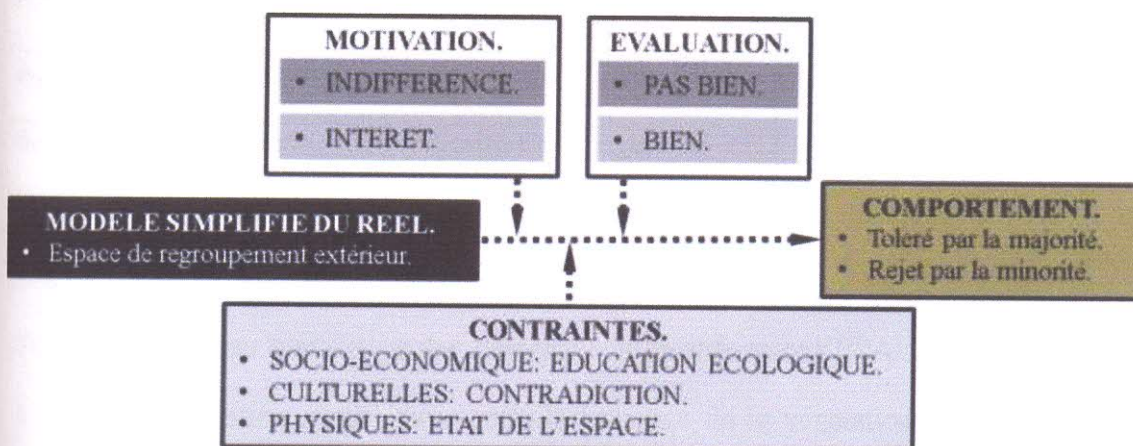 MOTIVATION.
• INDIFFERENCE.
• INTERET.
EVALUATION.
• PAS BIEN.
• BIEN.
MODELE SIMPLIFIE DU REEL.
• Espace de regroupement extérieur.
COMPORTEMENT.
• Toleré par la majorité.
• Rejet par la minorité.
CONTRAINTES.
• SOCIO-ECONOMIQUE: EDUCATION ECOLOGIQUE.
• CULTURELLES: CONTRADICTION.
• PHYSIQUES: ETAT DE L'ESPACE.